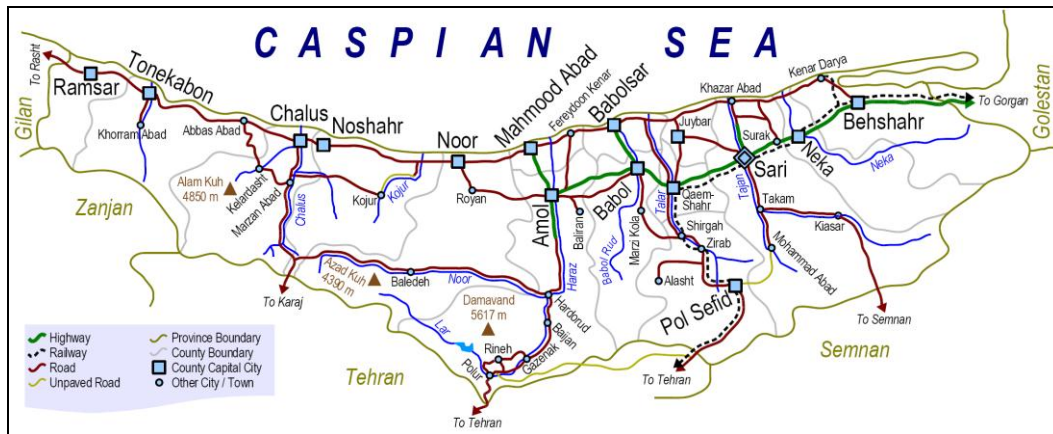 CASPIAN SEA
To Rasht
Ramsar
Tonekabon
Khorram Abad
Abbas Abad
Chalus
Noshahr
Noor
Mahmood Abad
Fereydoon Kenar
Babolsar
Khazar Abad
Kenar Darya
To Gorgan
Golestan
Gilan
Behshahr
Juybar
Surak
Neka
Neka
Sari
Zanjan
Alam Kuh
4850 m
Kelardasht
Marzan Abad
Chalus
Kojur
Kojur
Royan
Amol
Baliran
Babol
Babol Rud
Marzi Kola
Talar
Qaem-
Shahr
Tajan
Takam
Kiasar
Shirgah
Zirab
Mohammad Abad
Alasht
Pol Sefid
To Karaj
Azad Kuh
4390 m
Baladeh
Noor
Haraz
Damavand
5617 m
Lar
Rineh
Polur
Gazenak
Baijan
Hardorud
To Semnan
Semnan
To Tehran
To Tehran
Tehran
Highway
Railway
Road
Unpaved Road
Province Boundary
County Boundary
County Capital City
Other City / Town